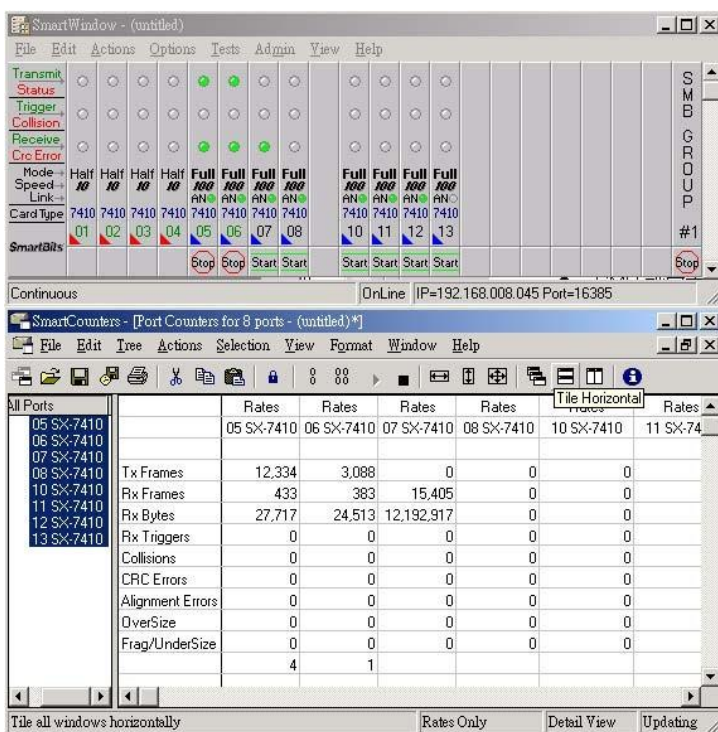 SmartWindow - (untitled)
File Edit Actions Options Tests Admin View Help
Transmit
Status
Trigger
Collision
Receive
Crc Error
Mode→ Half Half Half Half Full Full Full Full Full Full Full Full
Speed→ 10 10 10 10 100 100 100 100 100 100 100 100
Link→ AN AN AN AN AN AN AN AN
Card Type 7410 7410 7410 7410 7410 7410 7410 7410 7410 7410 7410 7410
01 02 03 04 05 06 07 08 10 11 12 13
SmartBits
Stop Stop Start Start Start Start Start Start Stop
SMB GROUP
#1
Continuous OnLine IP=192.168.008.045 Port=16385
SmartCounters - [Port Counters for 8 ports - (untitled)*]
File Edit Tree Actions Selection View Format Window Help
Tile Horizontal
All Ports
05 SX-7410
06 SX-7410
07 SX-7410
08 SX-7410
10 SX-7410
11 SX-7410
12 SX-7410
13 SX-7410
Rates Rates Rates Rates Rates
05 SX-7410 06 SX-7410 07 SX-7410 08 SX-7410 10 SX-7410 11 SX-74
Tx Frames 12,334 3,088 0 0 0
Rx Frames 433 383 15,405 0 0
Rx Bytes 27,717 24,513 12,192,917 0 0
Rx Triggers 0 0 0 0 0
Collisions 0 0 0 0 0
CRC Errors 0 0 0 0 0
Alignment Errors 0 0 0 0 0
OverSize 0 0 0 0 0
Frag/UnderSize 0 0 0 0 0
4 1
Tile all windows horizontally Rates Only Detail View Updating